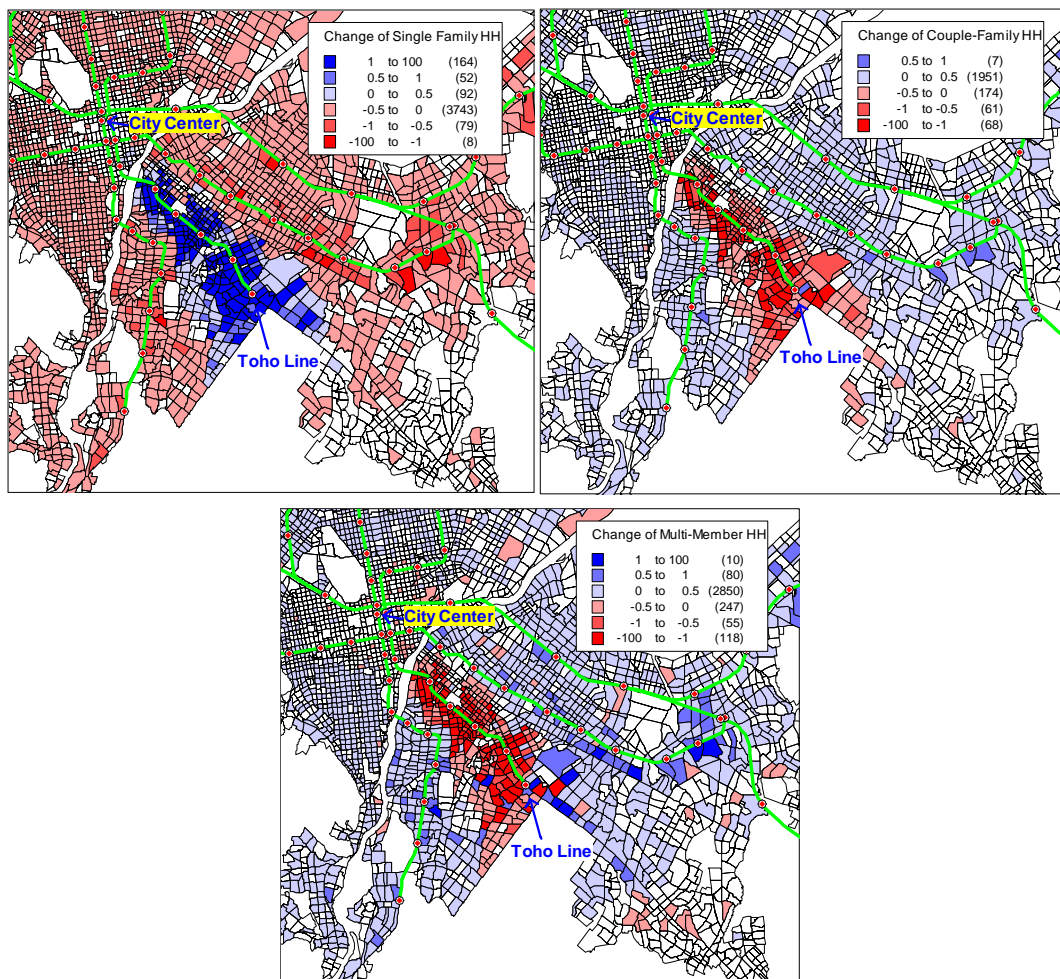 Change of Single Family HH
1 to 100 (164)
0.5 to 1 (52)
0 to 0.5 (92)
-0.5 to 0 (3743)
-1 to -0.5 (79)
-100 to -1 (8)
City Center
Toho Line
Change of Couple-Family HH
0.5 to 1 (7)
0 to 0.5 (1951)
-0.5 to 0 (174)
-1 to -0.5 (61)
-100 to -1 (68)
City Center
Toho Line
Change of Multi-Member HH
1 to 100 (10)
0.5 to 1 (80)
0 to 0.5 (2850)
-0.5 to 0 (247)
-1 to -0.5 (55)
-100 to -1 (118)
City Center
Toho Line